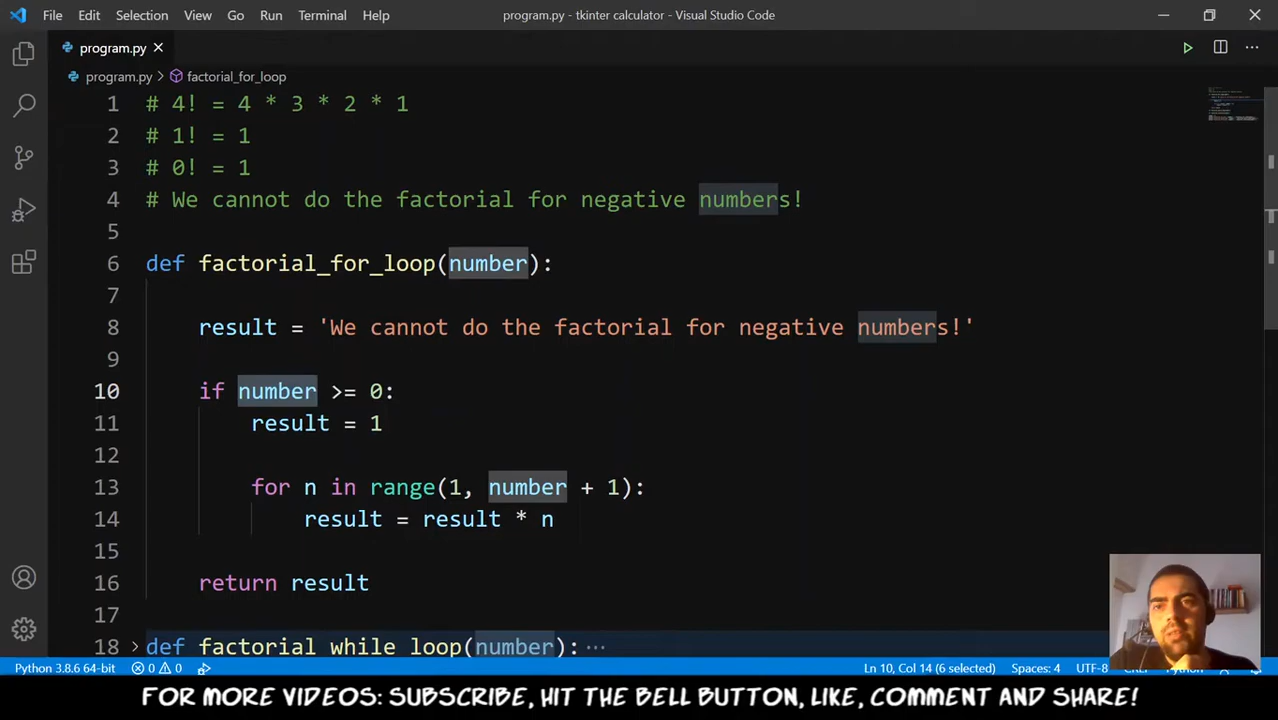 File Edit Selection View Go Run Terminal Help program.py - tkinter calculator - Visual Studio Code
program.py
program.py > factorial_for_loop
1 # 4! = 4 * 3 * 2 * 1
2 # 1! = 1
3 # 0! = 1
4 # We cannot do the factorial for negative numbers!
5
6 def factorial_for_loop(number):
7
8 result = 'We cannot do the factorial for negative numbers!'
9
10 if number >= 0:
11 result = 1
12
13 for n in range(1, number + 1):
14 result = result * n
15
16 return result
17
18 def factorial_while_loop(number): ...
Python 3.8.6 64-bit 0 0 Ln 10, Col 14 (6 selected) Spaces: 4 UTF-8 CRLF Python
FOR MORE VIDEOS: SUBSCRIBE, HIT THE BELL BUTTON, LIKE, COMMENT AND SHARE!